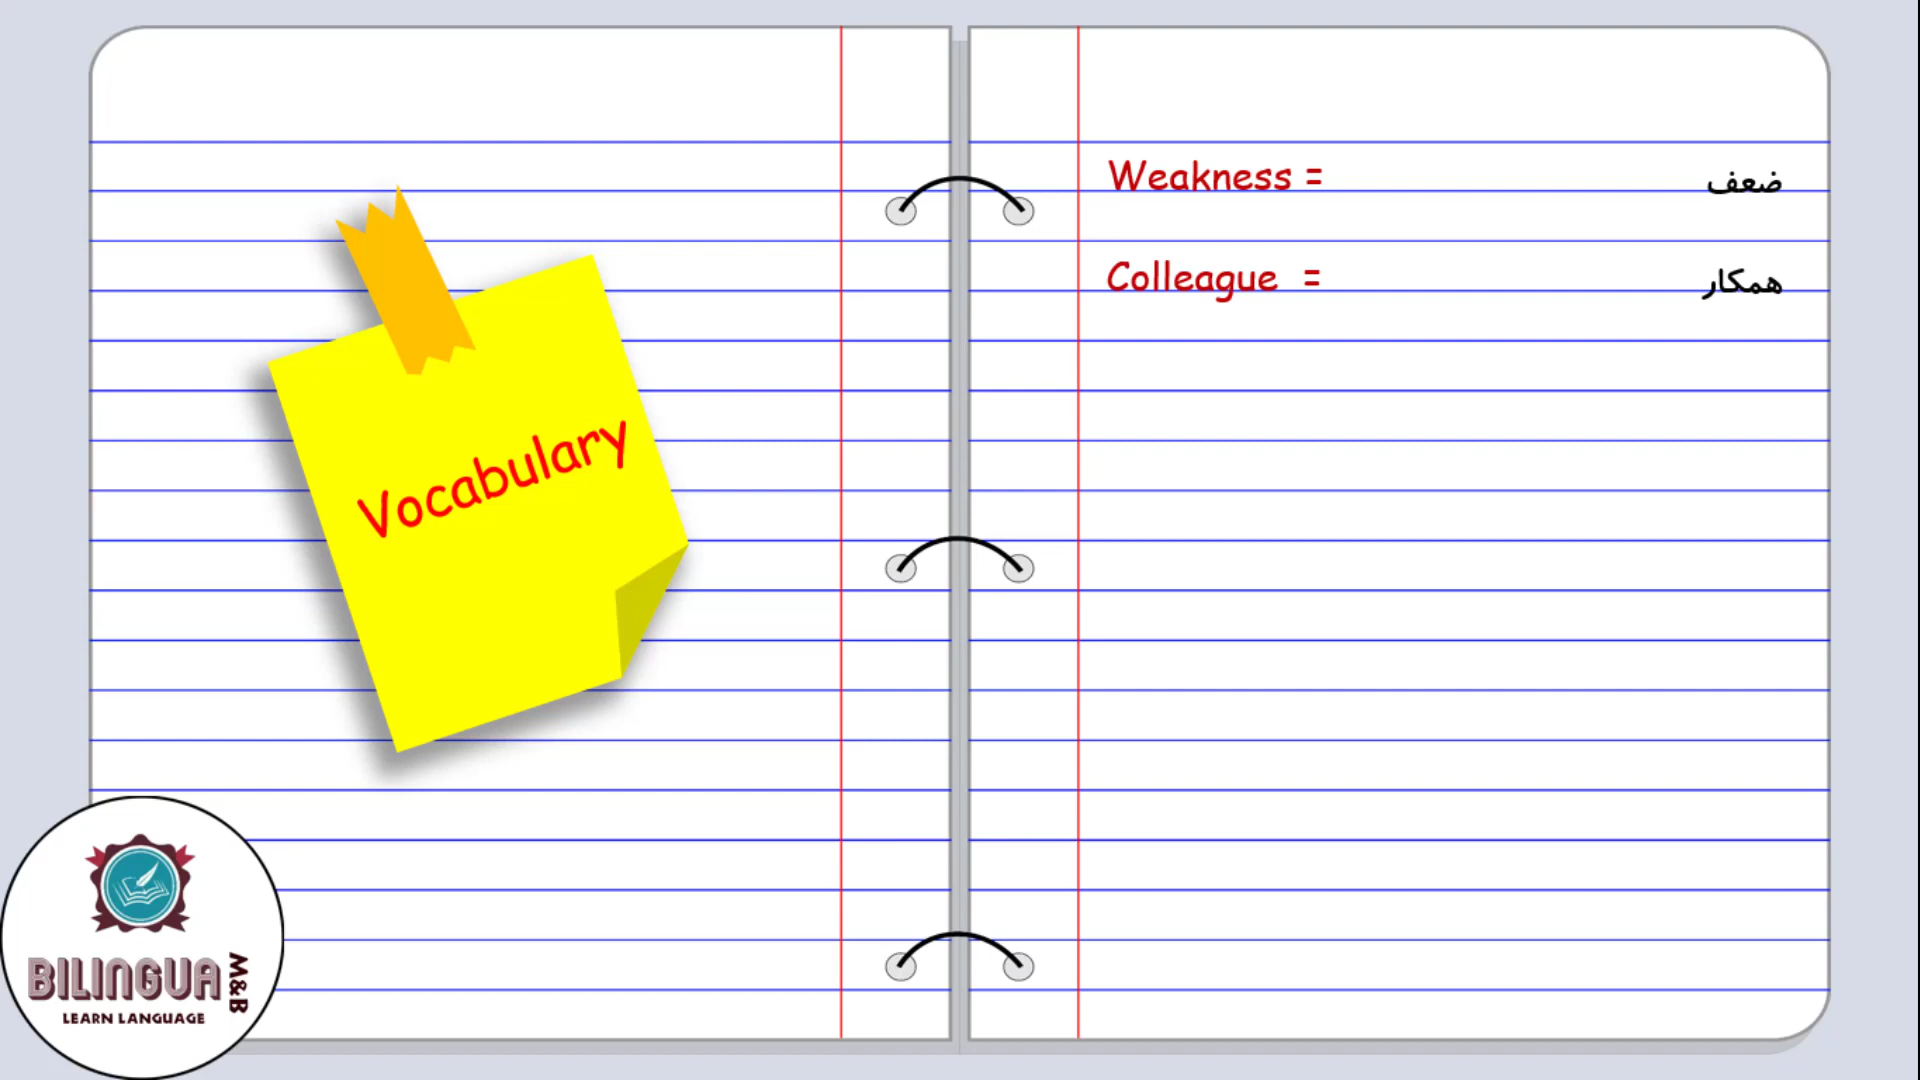 Vocabulary
Weakness = ضعف
Colleague = همکار
BILINGUA M&B
LEARN LANGUAGE